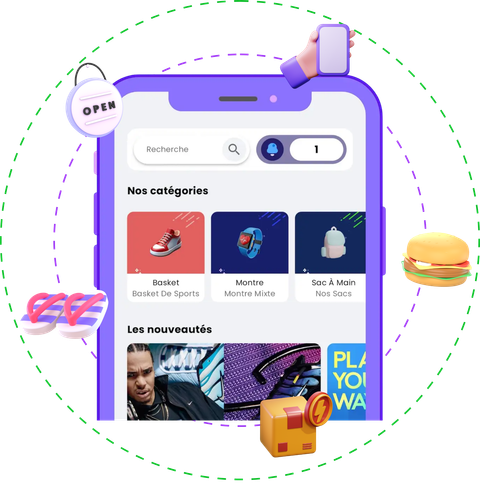 OPEN
Recherche
1
Nos catégories
Basket
Basket De Sports
Montre
Montre Mixte
Sac À Main
Nos Sacs
Les nouveautés
PLA
YOU
WA